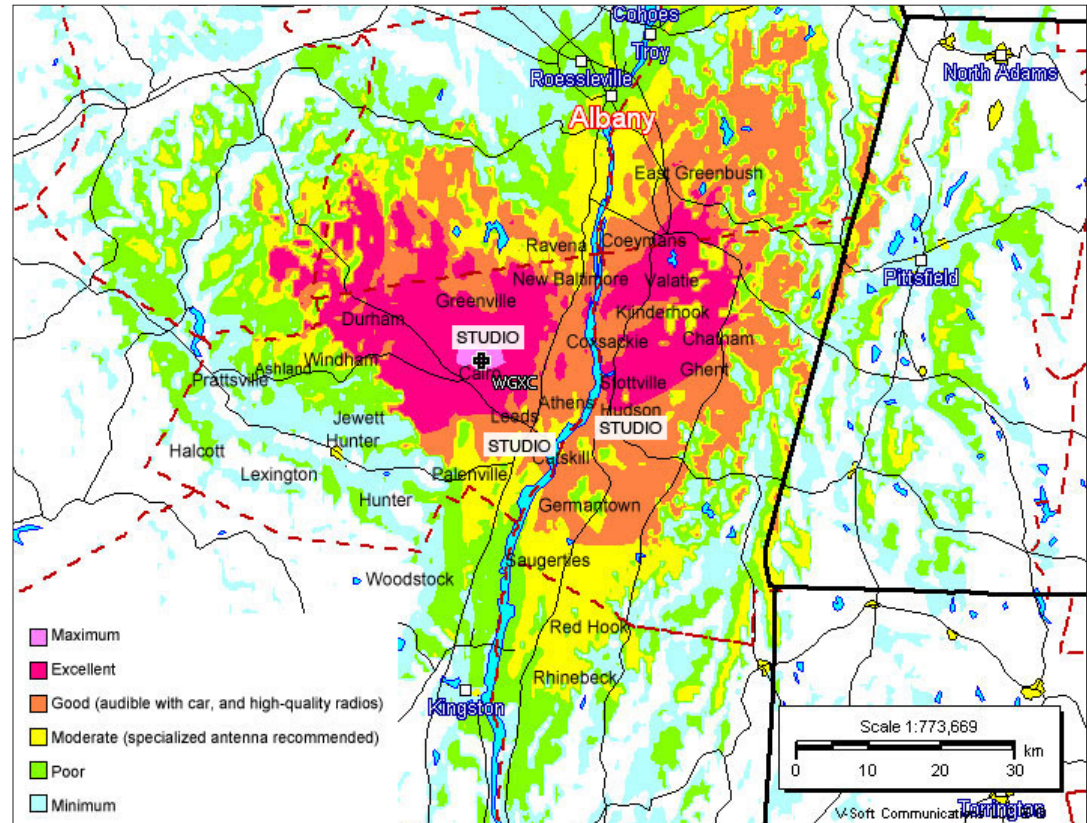 Cohoes
Troy
Roessleville
North Adams
Albany
East Greenbush
Ravena
Coeymans
Pittsfield
New Baltimore
Valatie
Greenville
Kinderhook
Durham
STUDIO
Coxsackie
Chatham
Windham
Ashland
Ghent
Prattsville
Cairo
WGXC
Stottville
Athens
Hudson
Jewett
Leeds
STUDIO
Hunter
STUDIO
Halcott
Catskill
Lexington
Palenville
Hunter
Germantown
Saugerties
Woodstock
Red Hook
Rhinebeck
Kingston
Maximum
Excellent
Good (audible with car, and high-quality radios)
Moderate (specialized antenna recommended)
Poor
Minimum
Scale 1:773,669
km
0 10 20 30
V-Soft Communications
Torrington